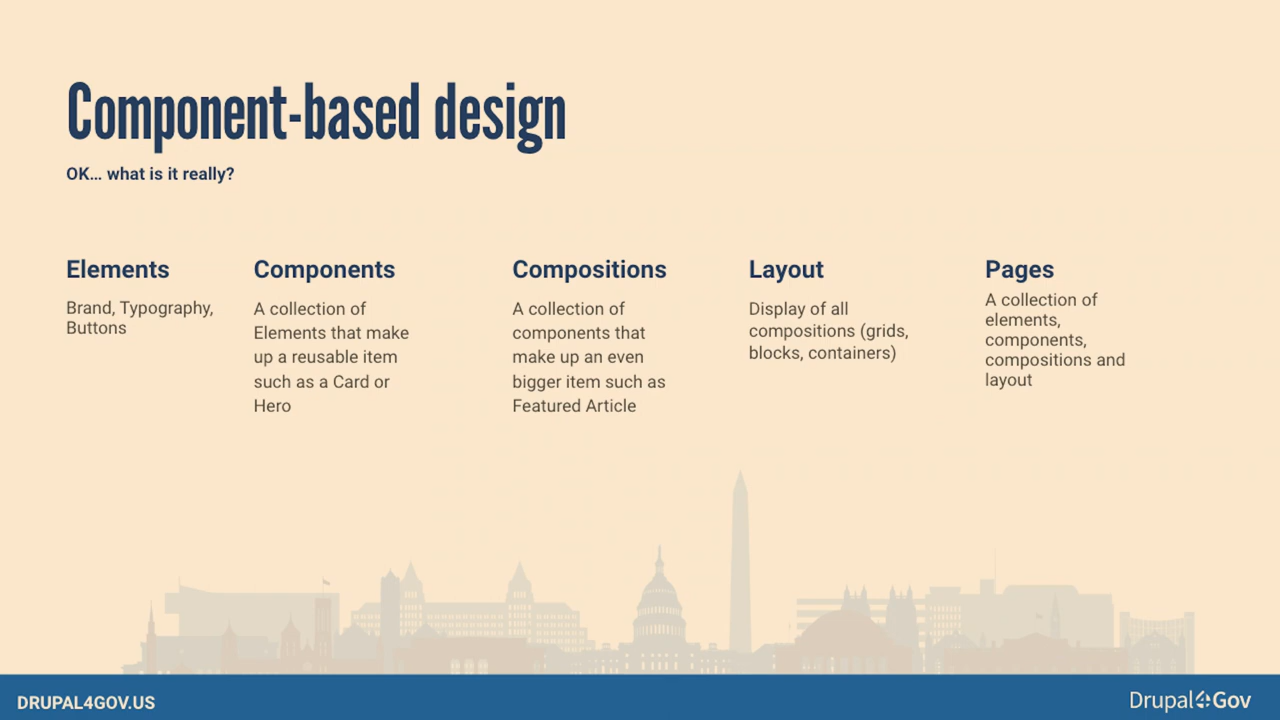 Component-based design
OK... what is it really?
Elements
Brand, Typography,
Buttons
Components
A collection of
Elements that make
up a reusable item
such as a Card or
Hero
Compositions
A collection of
components that
make up an even
bigger item such as
Featured Article
Layout
Display of all
compositions (grids,
blocks, containers)
Pages
A collection of
elements,
components,
compositions and
layout
DRUPAL4GOV.US
Drupal4Gov